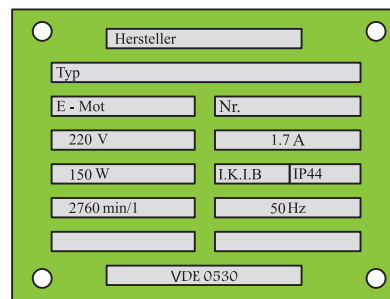 Hersteller
Typ
E - Mot Nr.
220 V 1.7 A
150 W I.K.I.B IP44
2760 min/1 50 Hz
VDE 0530